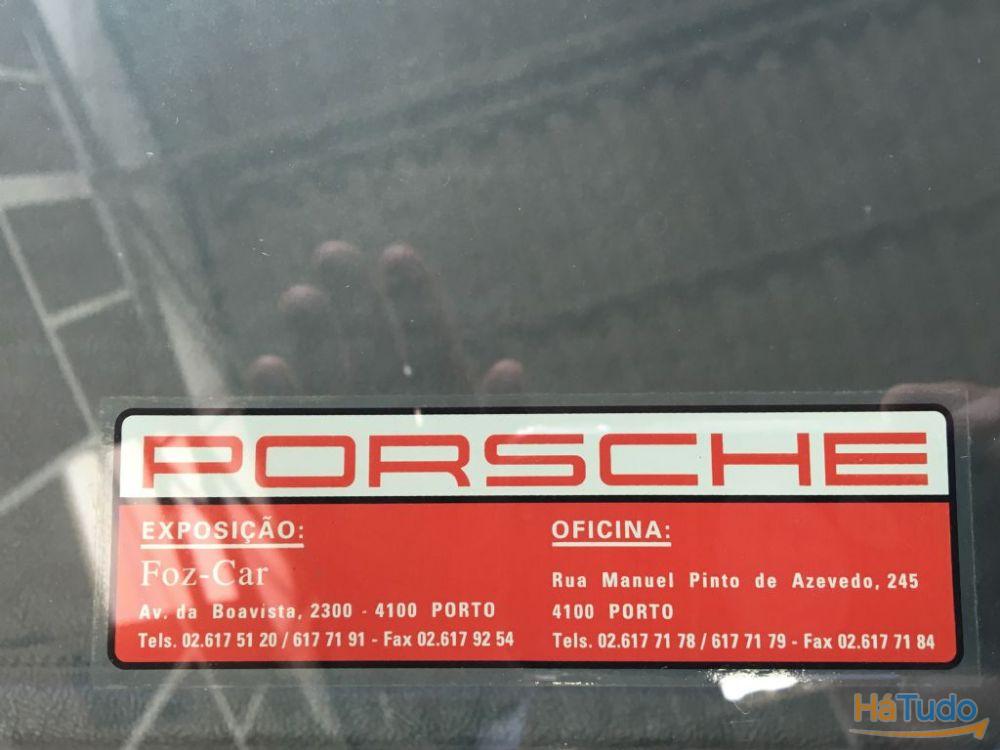 PORSCHE
EXPOSIÇÃO:
Foz-Car
Av. da Boavista, 2300 - 4100 PORTO
Tels. 02.617 51 20 / 617 71 91 - Fax 02.617 92 54
OFICINA:
Rua Manuel Pinto de Azevedo, 245
4100 PORTO
Tels. 02.617 71 78 / 617 71 79 - Fax 02.617 71 84
HáTudo